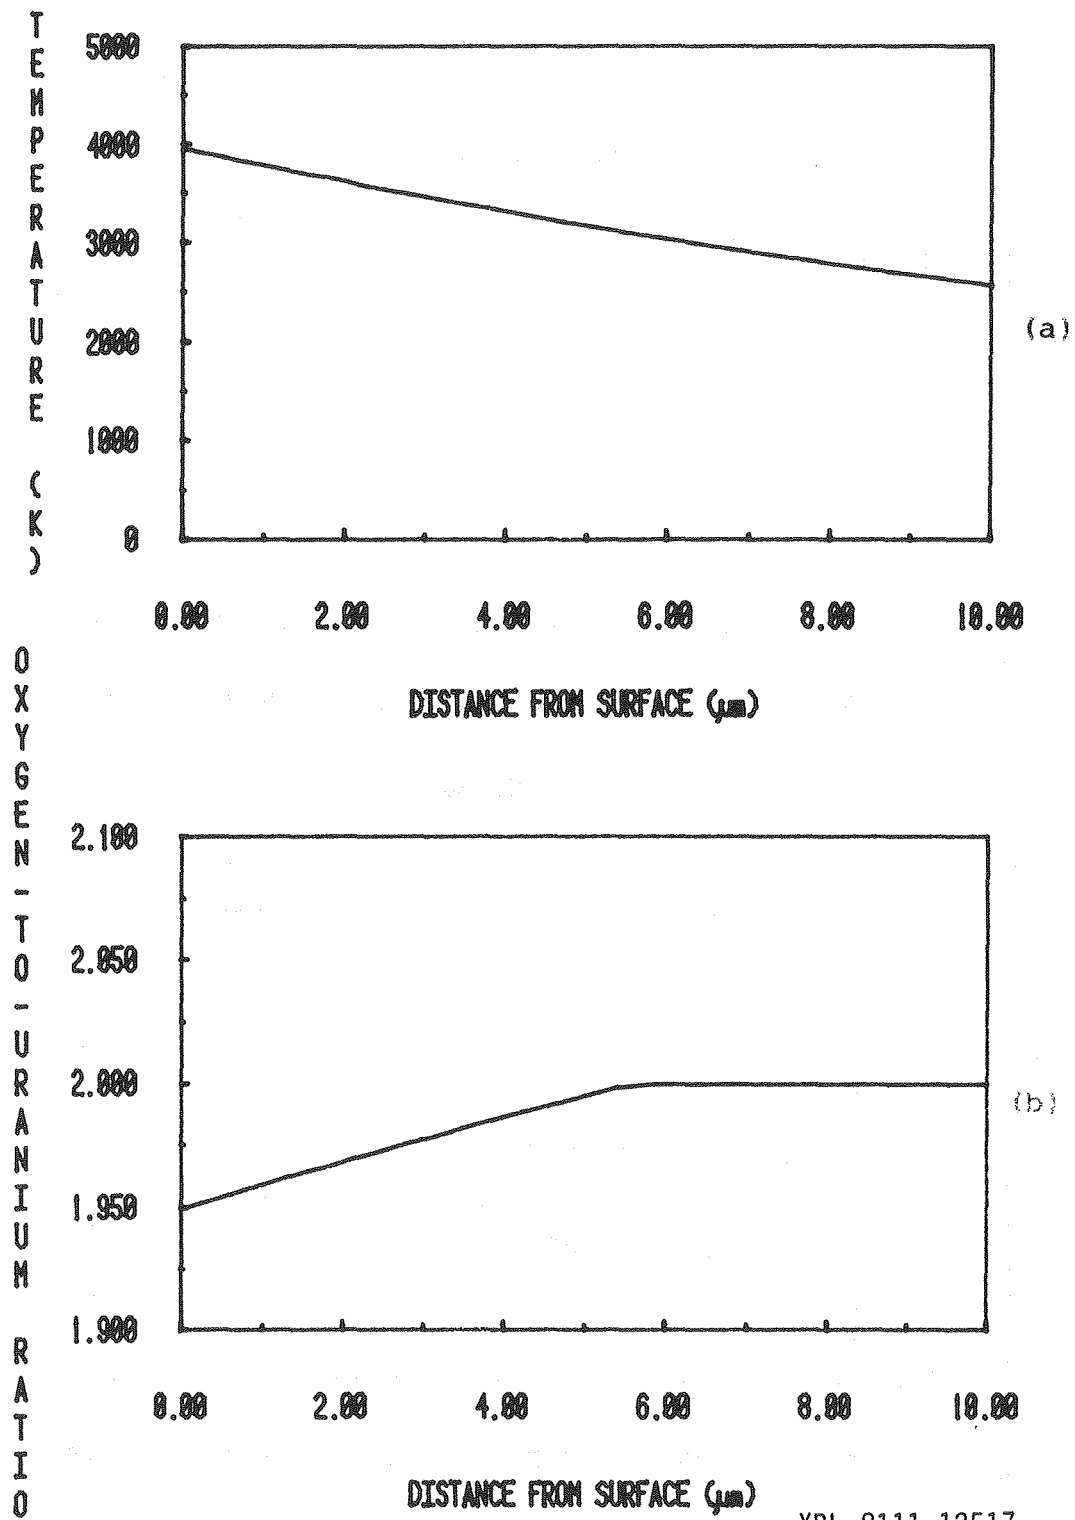 TEMPERATURE (K)
5000
4000
3000
2000
1000
0
(a)
0.00 2.00 4.00 6.00 8.00 10.00
DISTANCE FROM SURFACE (μm)
OXYGEN-TO-URANIUM RATIO
2.100
2.050
2.000
1.950
1.900
(b)
0.00 2.00 4.00 6.00 8.00 10.00
DISTANCE FROM SURFACE (μm)